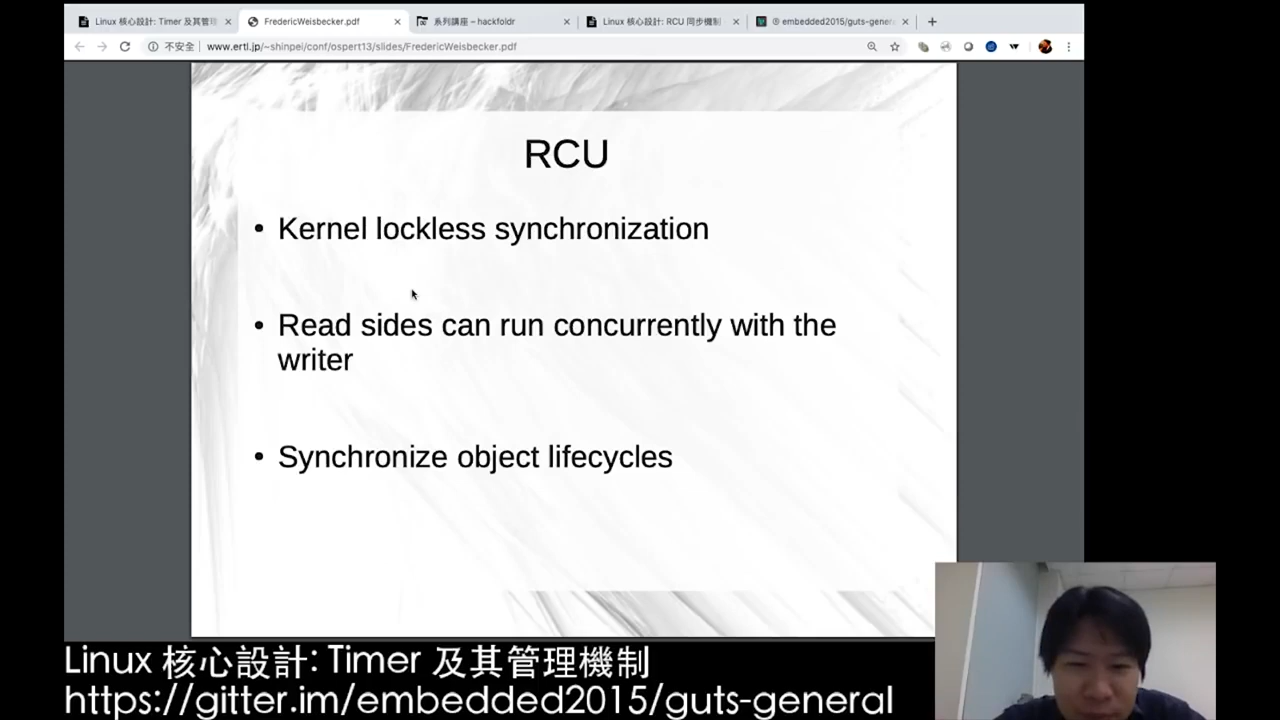 Linux 核心設計: Timer 及其管理
FredericWeisbecker.pdf
系列講座 – hackfoldr
Linux 核心設計: RCU 同步機制
embedded2015/guts-genera
不安全
www.ertl.jp/~shinpei/conf/ospert13/slides/FredericWeisbecker.pdf
RCU
• Kernel lockless synchronization
• Read sides can run concurrently with the
writer
• Synchronize object lifecycles
Linux 核心設計: Timer 及其管理機制
https://gitter.im/embedded2015/guts-general